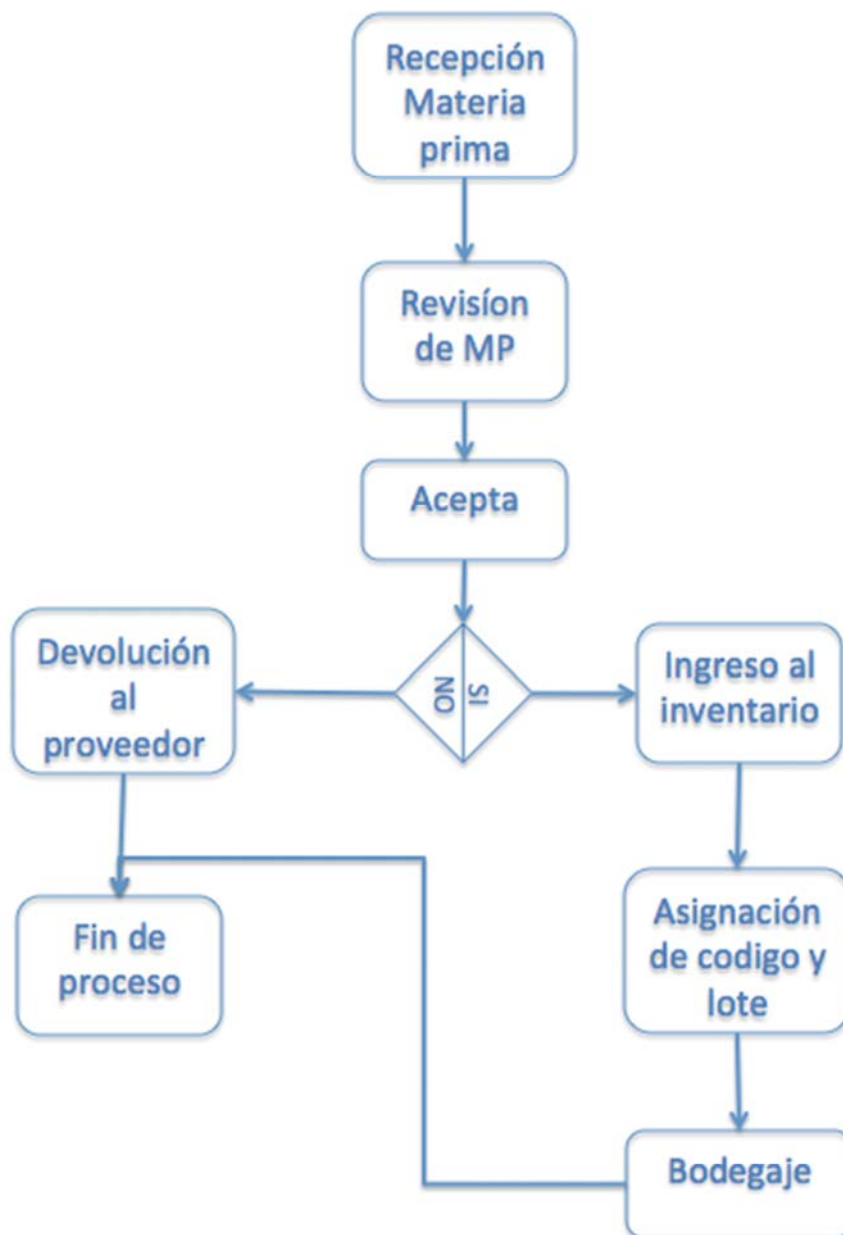 Recepción
Materia
prima
Revisíon
de MP
Acepta
Devolución
al
proveedor
NO
SI
Ingreso al
inventario
Fin de
proceso
Asignación
de codigo y
lote
Bodegaje